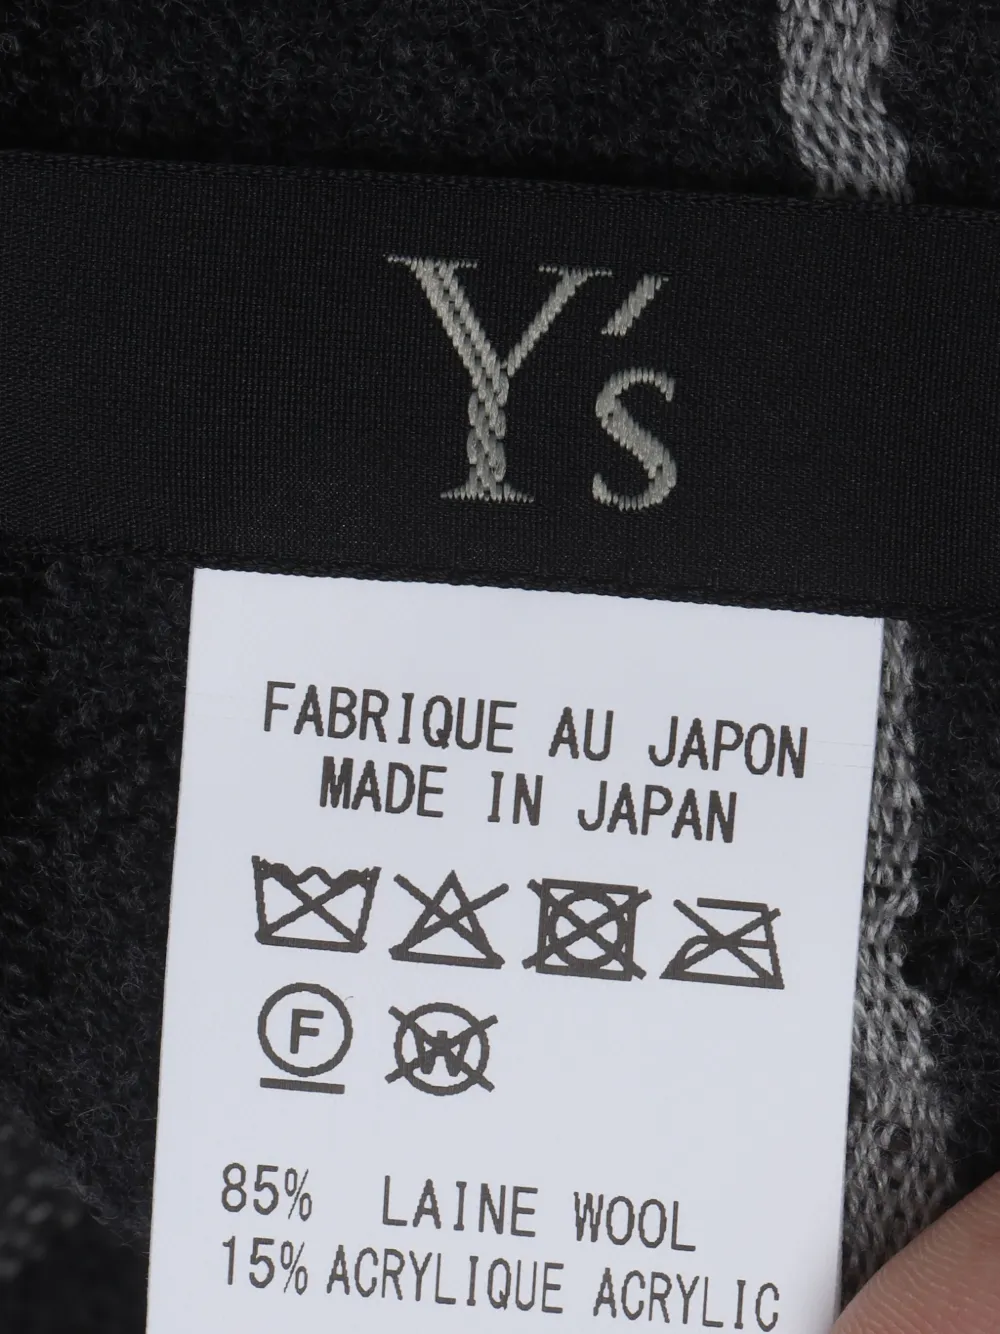 Y's
FABRIQUE AU JAPON
MADE IN JAPAN
F
W
85% LAINE WOOL
15% ACRYLIQUE ACRYLIC